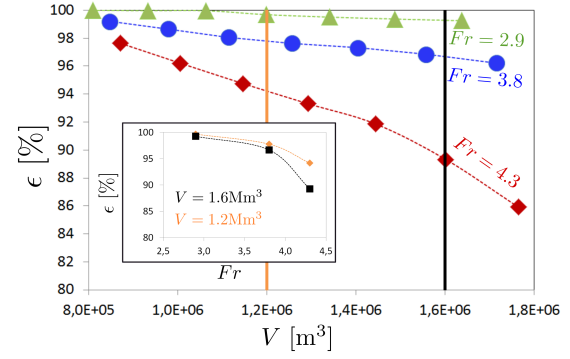 100
98
96
94
92
90
88
86
84
82
80
ϵ [%]
Fr = 2.9
Fr = 3.8
Fr = 4.3
100
95
90
85
80
ϵ [%]
V = 1.6Mm³
V = 1.2Mm³
2,5 3,0 3,5 4,0 4,5
Fr
8,0E+05 1,0E+06 1,2E+06 1,4E+06 1,6E+06 1,8E+06
V [m³]